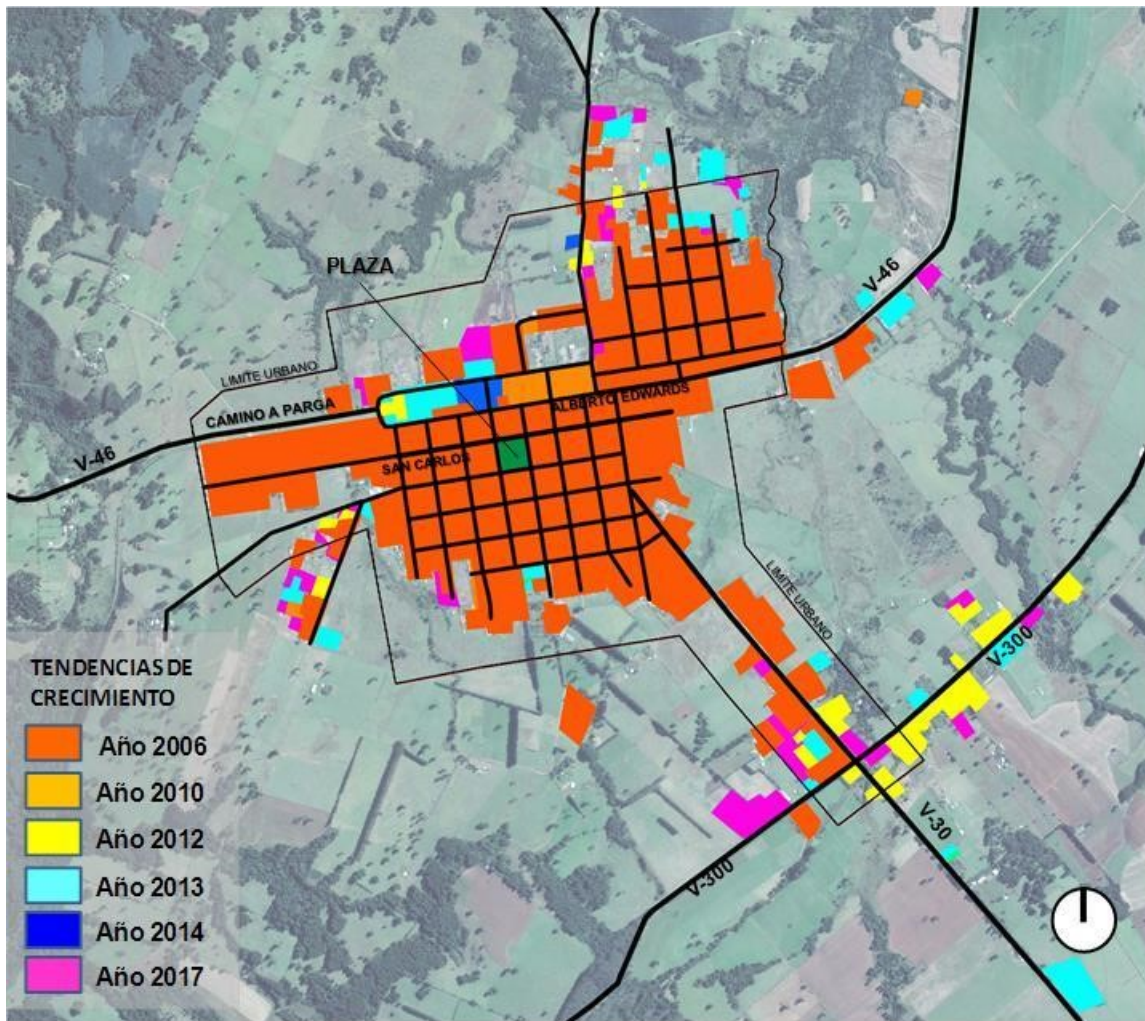 PLAZA
V-46
LIMITE URBANO
CAMINO A PARGA
ALBERTO EDWARDS
V-46
SAN CARLOS
LIMITE URBANO
V-300
V-30
V-300
TENDENCIAS DE
CRECIMIENTO
Año 2006
Año 2010
Año 2012
Año 2013
Año 2014
Año 2017